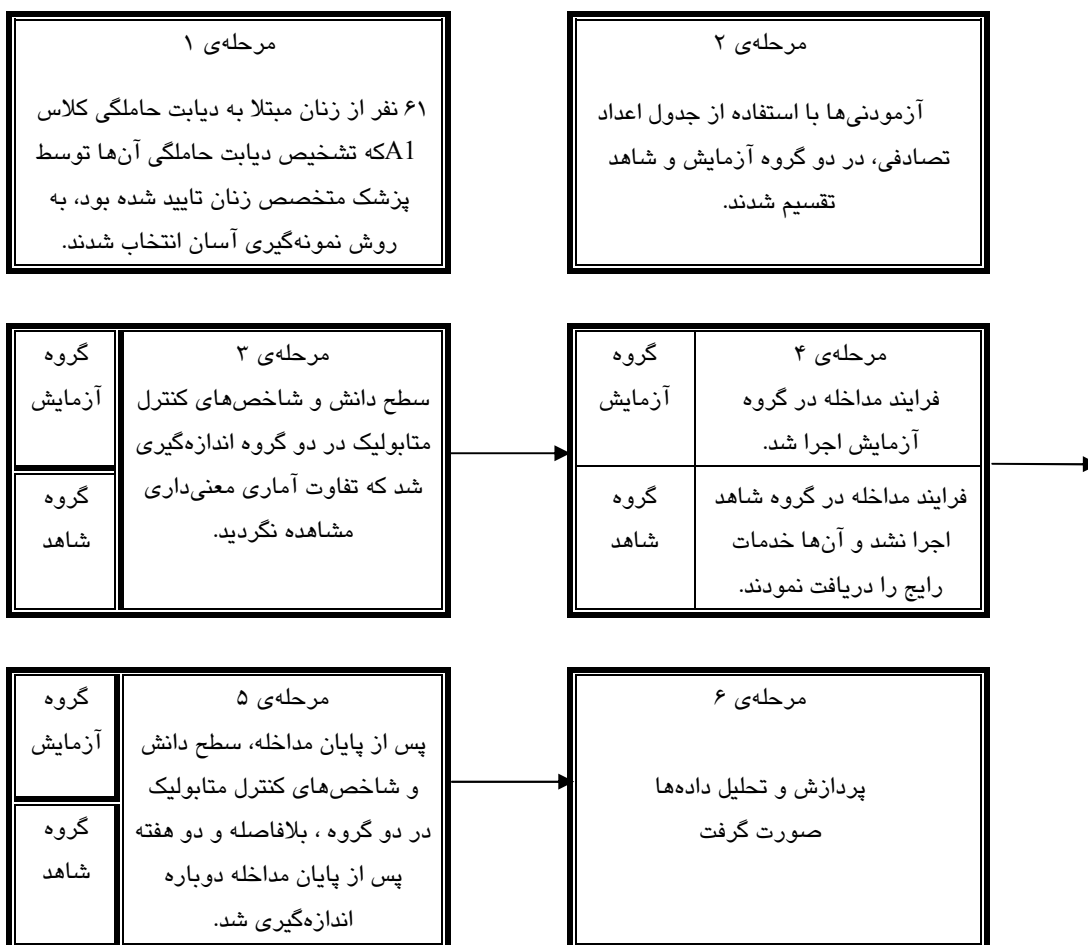 مرحله‌ی ۱
۶۱ نفر از زنان مبتلا به دیابت حاملگی کلاس
A1که تشخیص دیابت حاملگی آن‌ها توسط
پزشک متخصص زنان تایید شده بود، به
روش نمونه‌گیری آسان انتخاب شدند.
مرحله‌ی ۲
آزمودنی‌ها با استفاده از جدول اعداد
تصادفی، در دو گروه آزمایش و شاهد
تقسیم شدند.
مرحله‌ی ۳
سطح دانش و شاخص‌های کنترل
متابولیک در دو گروه اندازه‌گیری
شد که تفاوت آماری معنی‌داری
مشاهده نگردید.
گروه
آزمایش
گروه
شاهد
مرحله‌ی ۴
فرایند مداخله در گروه
آزمایش اجرا شد.
گروه
آزمایش
فرایند مداخله در گروه شاهد
اجرا نشد و آن‌ها خدمات
رایج را دریافت نمودند.
گروه
شاهد
مرحله‌ی ۵
پس از پایان مداخله، سطح دانش
و شاخص‌های کنترل متابولیک
در دو گروه ، بلافاصله و دو هفته
پس از پایان مداخله دوباره
اندازه‌گیری شد.
گروه
آزمایش
گروه
شاهد
مرحله‌ی ۶
پردازش و تحلیل داده‌ها
صورت گرفت